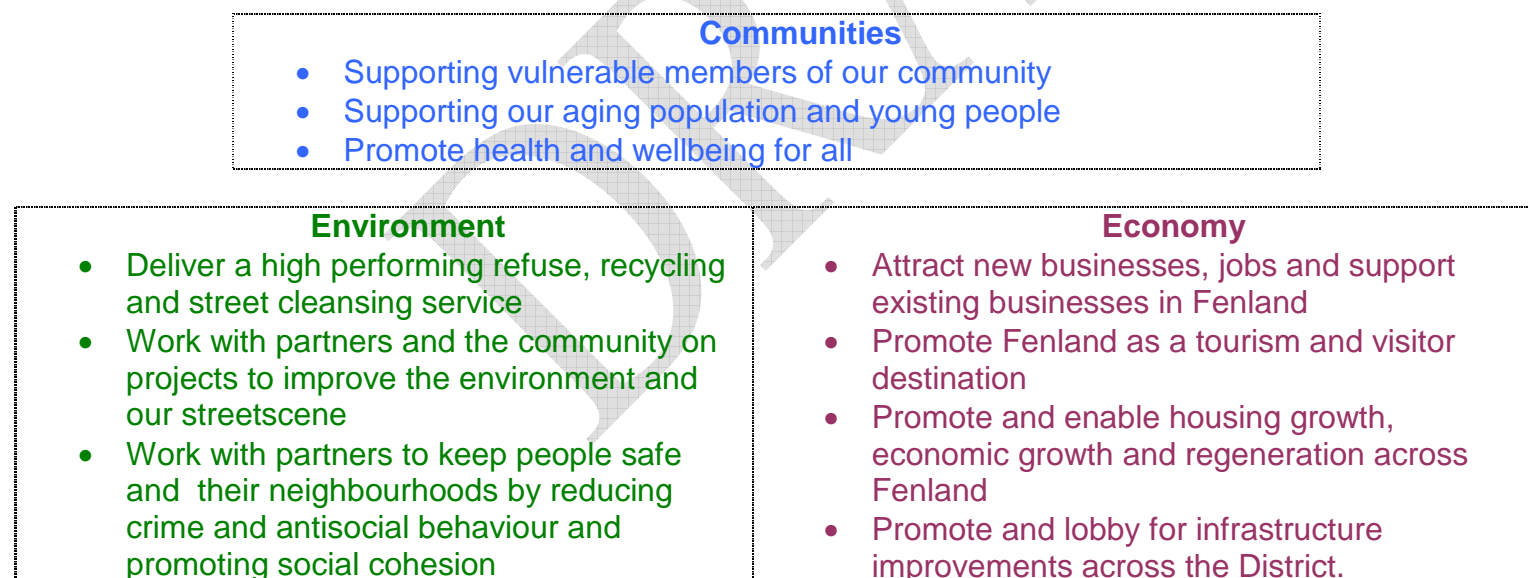 Communities
• Supporting vulnerable members of our community
• Supporting our aging population and young people
• Promote health and wellbeing for all
Environment
• Deliver a high performing refuse, recycling
and street cleansing service
• Work with partners and the community on
projects to improve the environment and
our streetscene
• Work with partners to keep people safe
and  their neighbourhoods by reducing
crime and antisocial behaviour and
promoting social cohesion
Economy
• Attract new businesses, jobs and support
existing businesses in Fenland
• Promote Fenland as a tourism and visitor
destination
• Promote and enable housing growth,
economic growth and regeneration across
Fenland
• Promote and lobby for infrastructure
improvements across the District.